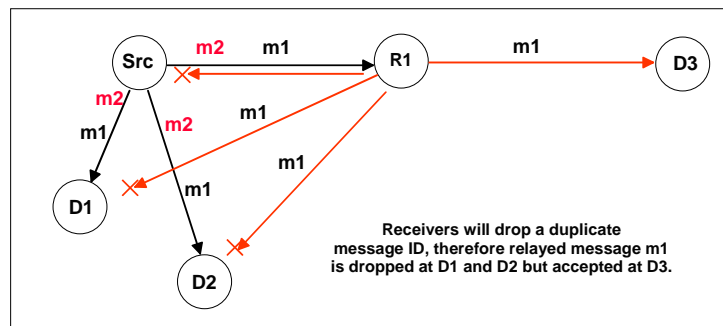 Src
m2
m1
R1
m1
D3
m2
m2
m1
m1
m1
m1
D1
D2
Receivers will drop a duplicate
message ID, therefore relayed message m1
is dropped at D1 and D2 but accepted at D3.